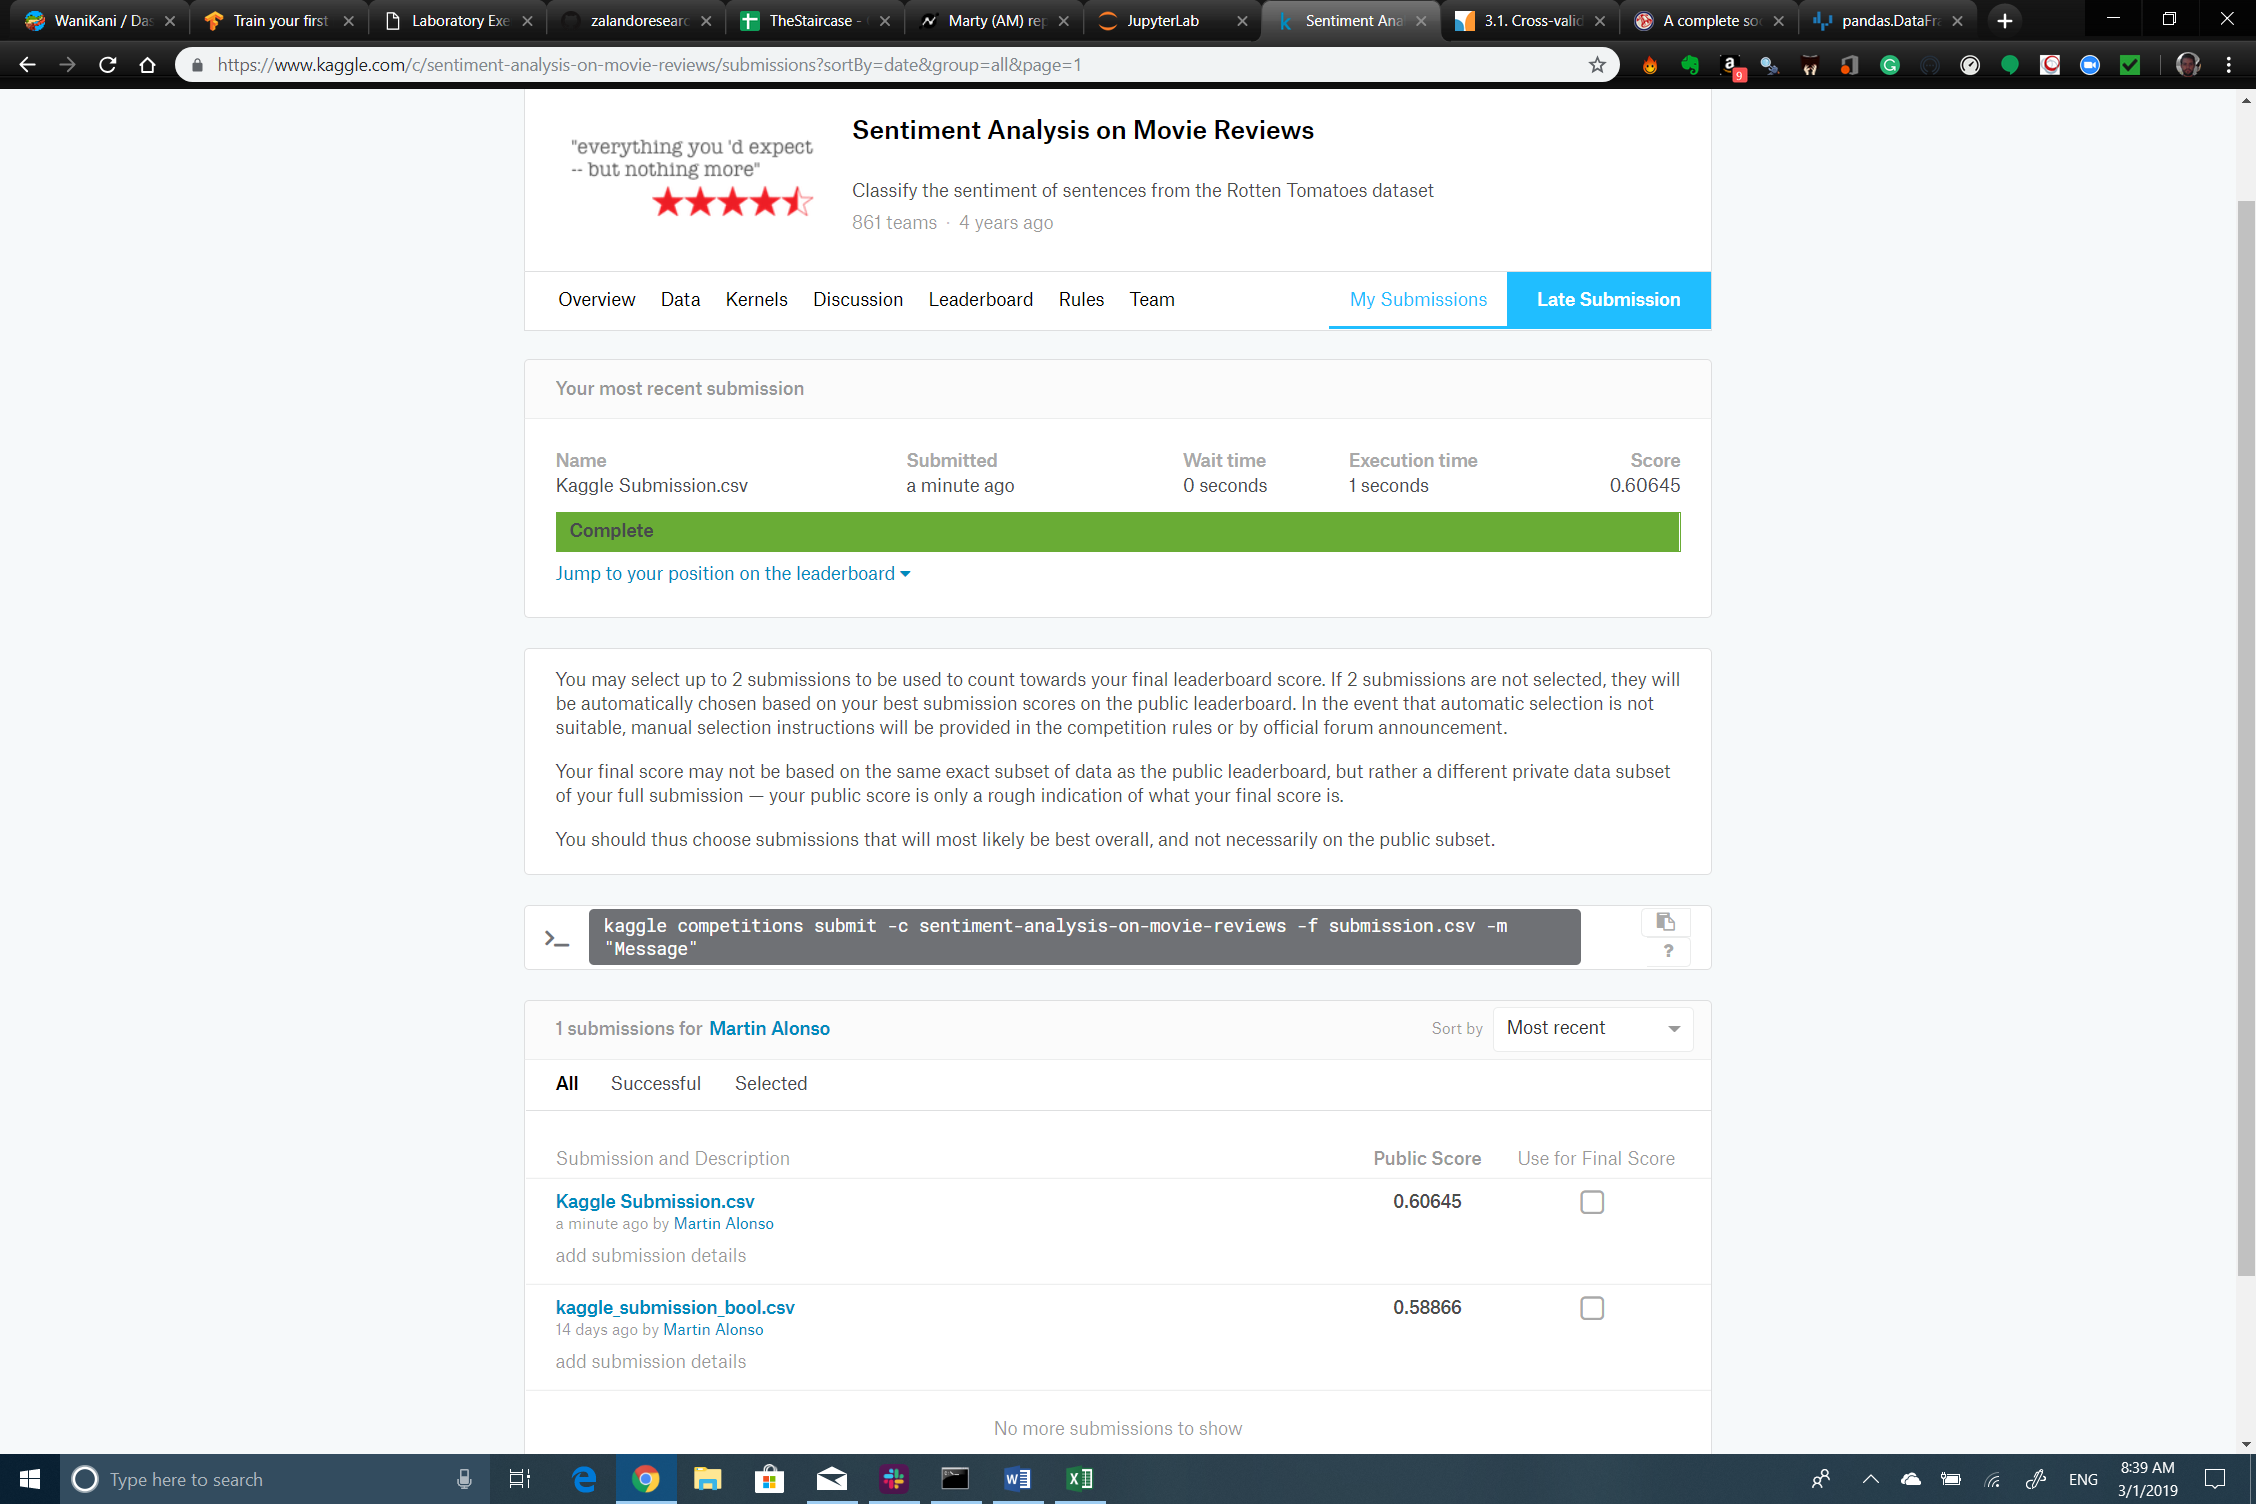 WaniKani / Das
Train your first
Laboratory Exe
zalandoresearc
TheStaircase -
Marty (AM) rep
JupyterLab
Sentiment Ana
3.1. Cross-valid
A complete so
pandas.DataFra
https://www.kaggle.com/c/sentiment-analysis-on-movie-reviews/submissions?sortBy=date&group=all&page=1
9
"everything you 'd expect
-- but nothing more"
Sentiment Analysis on Movie Reviews
Classify the sentiment of sentences from the Rotten Tomatoes dataset
861 teams · 4 years ago
Overview Data Kernels Discussion Leaderboard Rules Team My Submissions Late Submission
Your most recent submission
Name Submitted Wait time Execution time Score
Kaggle Submission.csv a minute ago 0 seconds 1 seconds 0.60645
Complete
Jump to your position on the leaderboard
You may select up to 2 submissions to be used to count towards your final leaderboard score. If 2 submissions are not selected, they will
be automatically chosen based on your best submission scores on the public leaderboard. In the event that automatic selection is not
suitable, manual selection instructions will be provided in the competition rules or by official forum announcement.
Your final score may not be based on the same exact subset of data as the public leaderboard, but rather a different private data subset
of your full submission — your public score is only a rough indication of what your final score is.
You should thus choose submissions that will most likely be best overall, and not necessarily on the public subset.
>_ kaggle competitions submit -c sentiment-analysis-on-movie-reviews -f submission.csv -m
"Message"
?
1 submissions for Martin Alonso Sort by Most recent
All Successful Selected
Submission and Description Public Score Use for Final Score
Kaggle Submission.csv 0.60645
a minute ago by Martin Alonso
add submission details
kaggle_submission_bool.csv 0.58866
14 days ago by Martin Alonso
add submission details
No more submissions to show
Type here to search
ENG
8:39 AM
3/1/2019